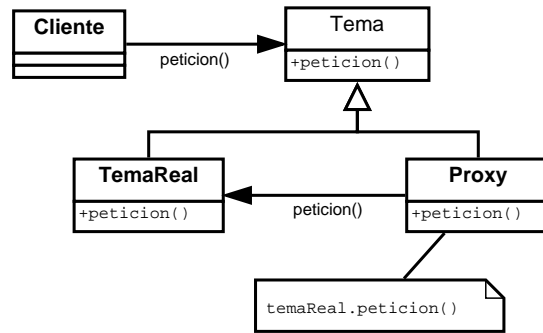 Cliente
Tema
peticion()
+peticion()
TemaReal
Proxy
+peticion()
peticion()
+peticion()
temaReal.peticion()